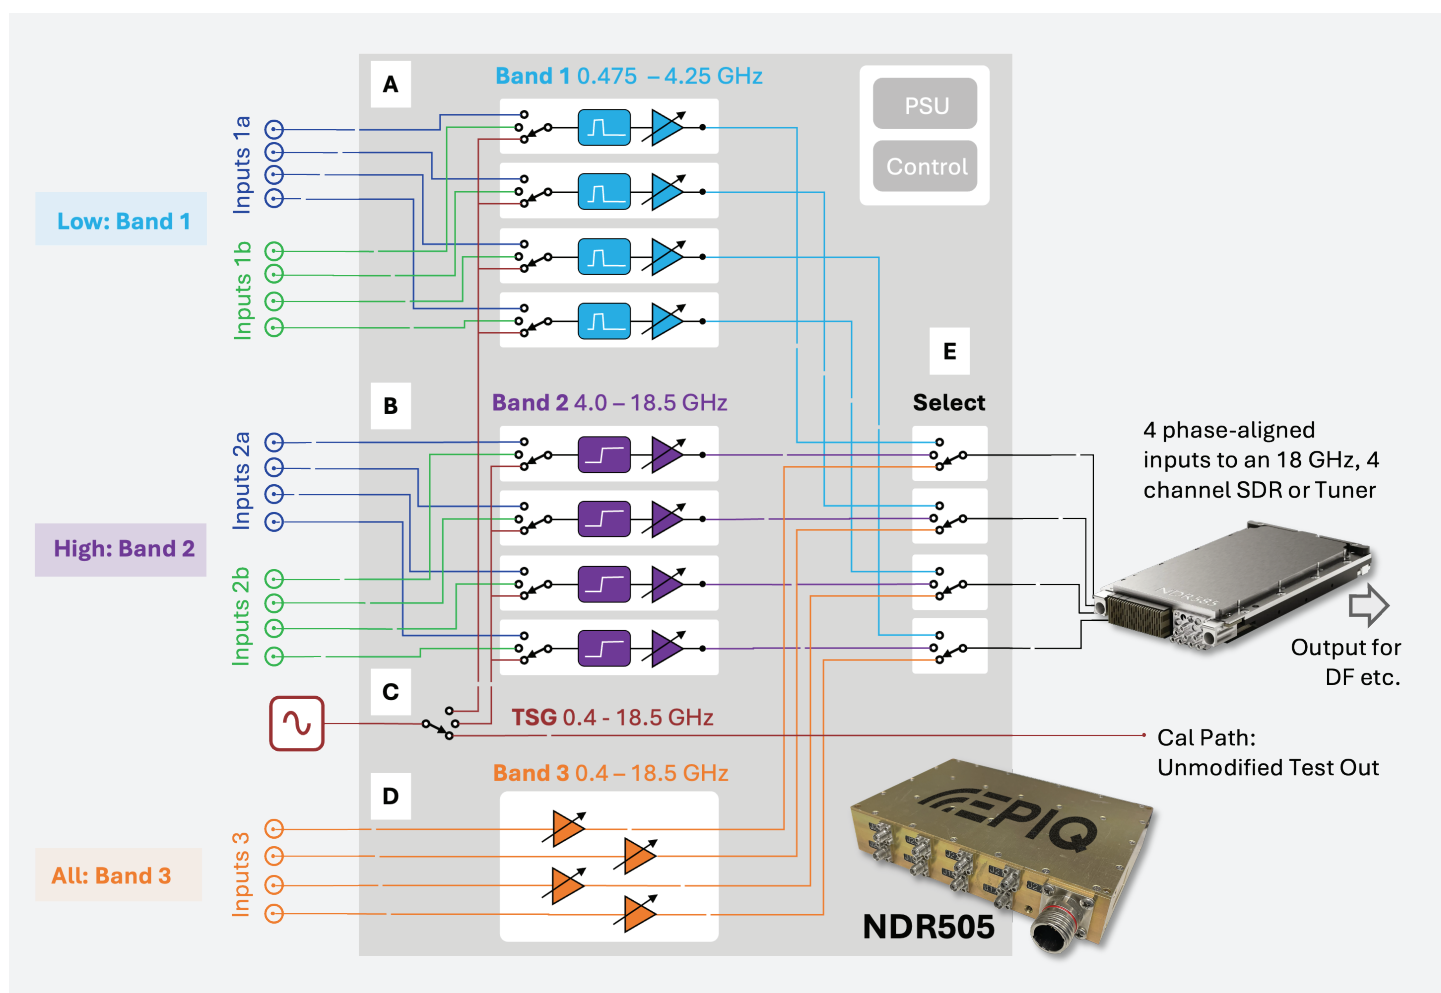 A
Band 1 0.475 – 4.25 GHz
PSU
Control
Inputs 1a
Low: Band 1
Inputs 1b
E
Select
B
Band 2 4.0 – 18.5 GHz
Inputs 2a
High: Band 2
Inputs 2b
4 phase-aligned
inputs to an 18 GHz, 4
channel SDR or Tuner
NDR585
Output for
DF etc.
C
TSG 0.4 - 18.5 GHz
Cal Path:
Unmodified Test Out
Band 3 0.4 – 18.5 GHz
D
Inputs 3
All: Band 3
EPIQ
NDR505